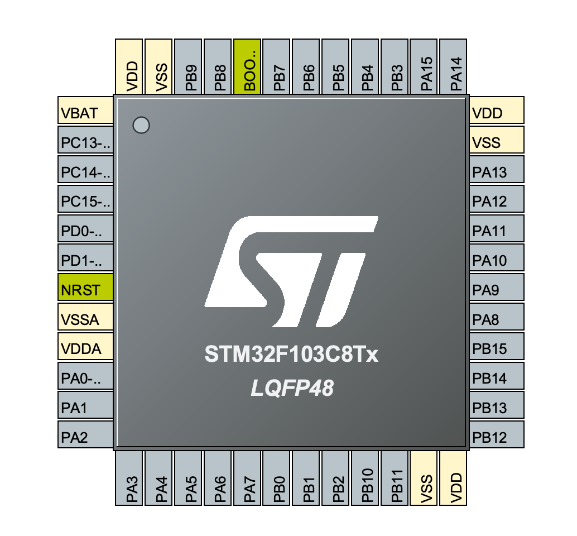 VDD
VSS
PB9
PB8
BOO..
PB7
PB6
PB5
PB4
PB3
PA15
PA14
VBAT
PC13-..
PC14-..
PC15-..
PD0-..
PD1-..
NRST
VSSA
VDDA
PA0-..
PA1
PA2
VDD
VSS
PA13
PA12
PA11
PA10
PA9
PA8
PB15
PB14
PB13
PB12
ST
STM32F103C8Tx
LQFP48
PA3
PA4
PA5
PA6
PA7
PB0
PB1
PB2
PB10
PB11
VSS
VDD